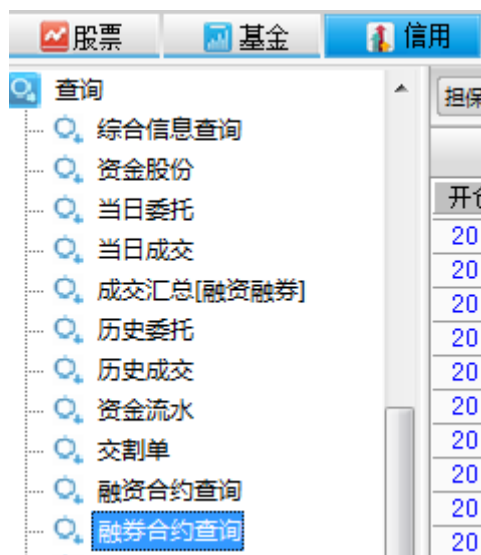 股票 基金 信用
查询
担保
综合信息查询
资金股份
开仓
当日委托
20
当日成交
20
成交汇总[融资融券]
20
历史委托
20
历史成交
20
资金流水
20
交割单
20
融资合约查询
20
20
融券合约查询
20